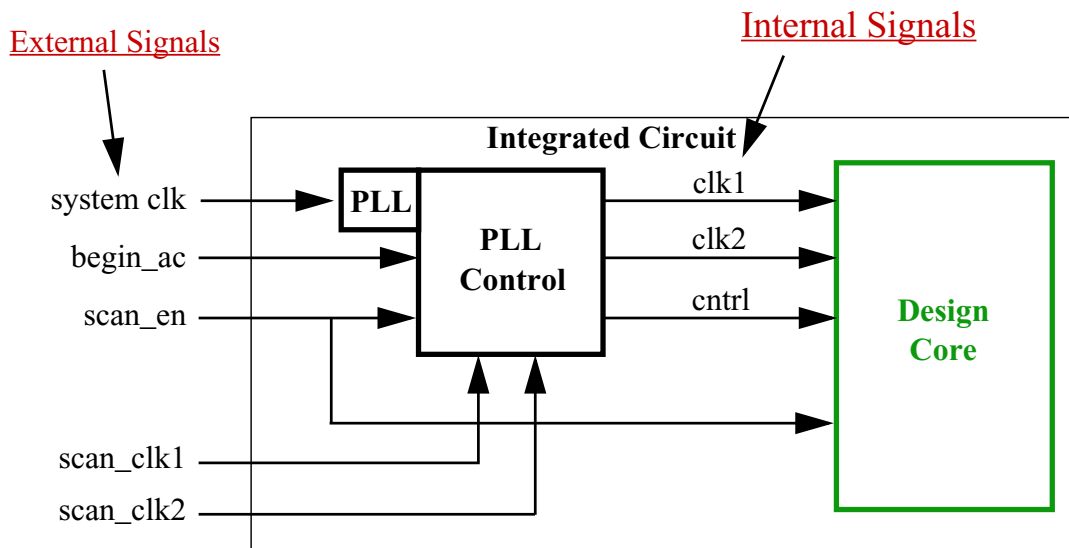 External Signals
Internal Signals
Integrated Circuit
system clk
PLL
clk1
begin_ac
PLL
Control
clk2
scan_en
cntrl
Design
Core
scan_clk1
scan_clk2